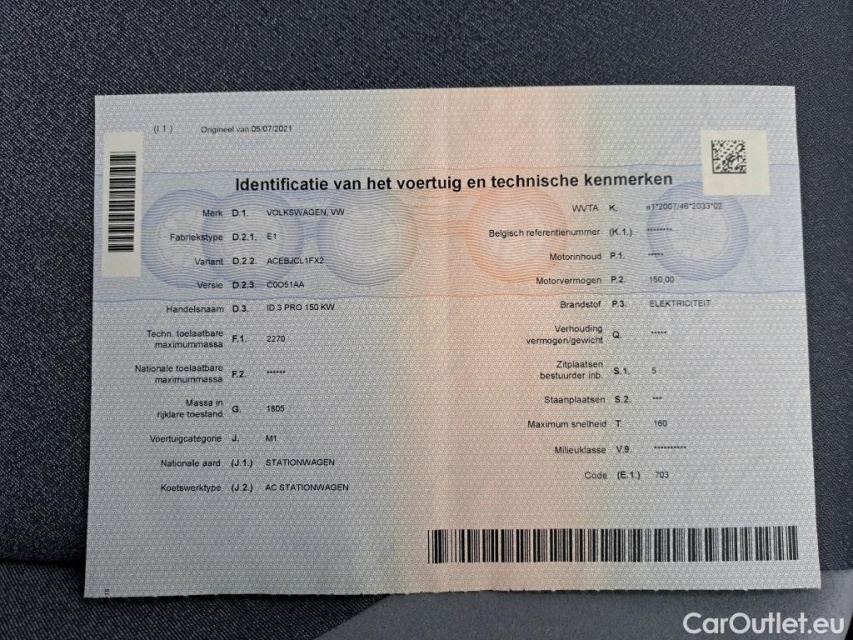 (I 1.) Origineel van 05/07/2021
Identificatie van het voertuig en technische kenmerken
Merk D.1. VOLKSWAGEN, VW
Fabriekstype D.2.1. E1
Variant D.2.2. ACEBJCL1FX2
Versie D.2.3. C0O51AA
Handelsnaam D.3. ID.3 PRO 150 KW
Techn. toelaatbare
maximummassa F.1. 2270
Nationale toelaatbare
maximummassa F.2. ******
Massa in
rijklare toestand G. 1805
Voertuigcategorie J. M1
Nationale aard (J.1.) STATIONWAGEN
Koetswerktype (J.2.) AC STATIONWAGEN
WVTA K. e1*2007/46*2033*02
Belgisch referentienummer (K.1.) ********
Motorinhoud P.1. *****
Motorvermogen P.2. 150,00
Brandstof P.3. ELEKTRICITEIT
Verhouding
vermogen/gewicht Q. *****
Zitplaatsen
bestuurder inb. S.1. 5
Staanplaatsen S.2. ***
Maximum snelheid T. 160
Milieuklasse V.9. **********
Code (E.1.) 703
CarOutlet.eu